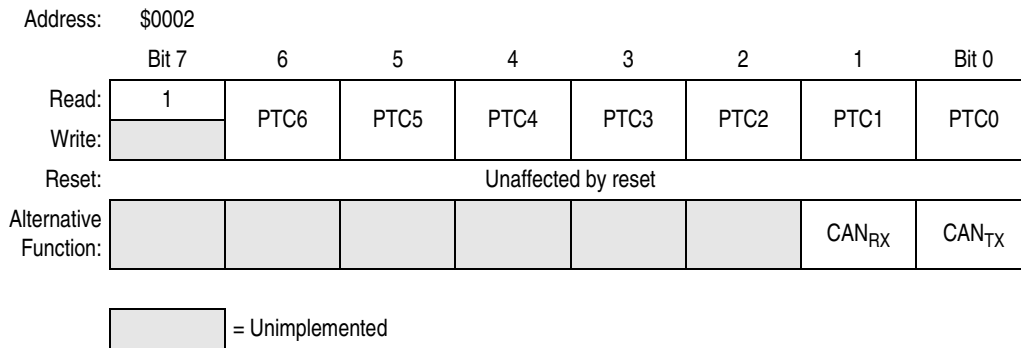 Address: $0002
Bit 7 6 5 4 3 2 1 Bit 0
Read: 1 PTC6 PTC5 PTC4 PTC3 PTC2 PTC1 PTC0
Write:
Reset: Unaffected by reset
Alternative
Function: CANRX CANTX
= Unimplemented